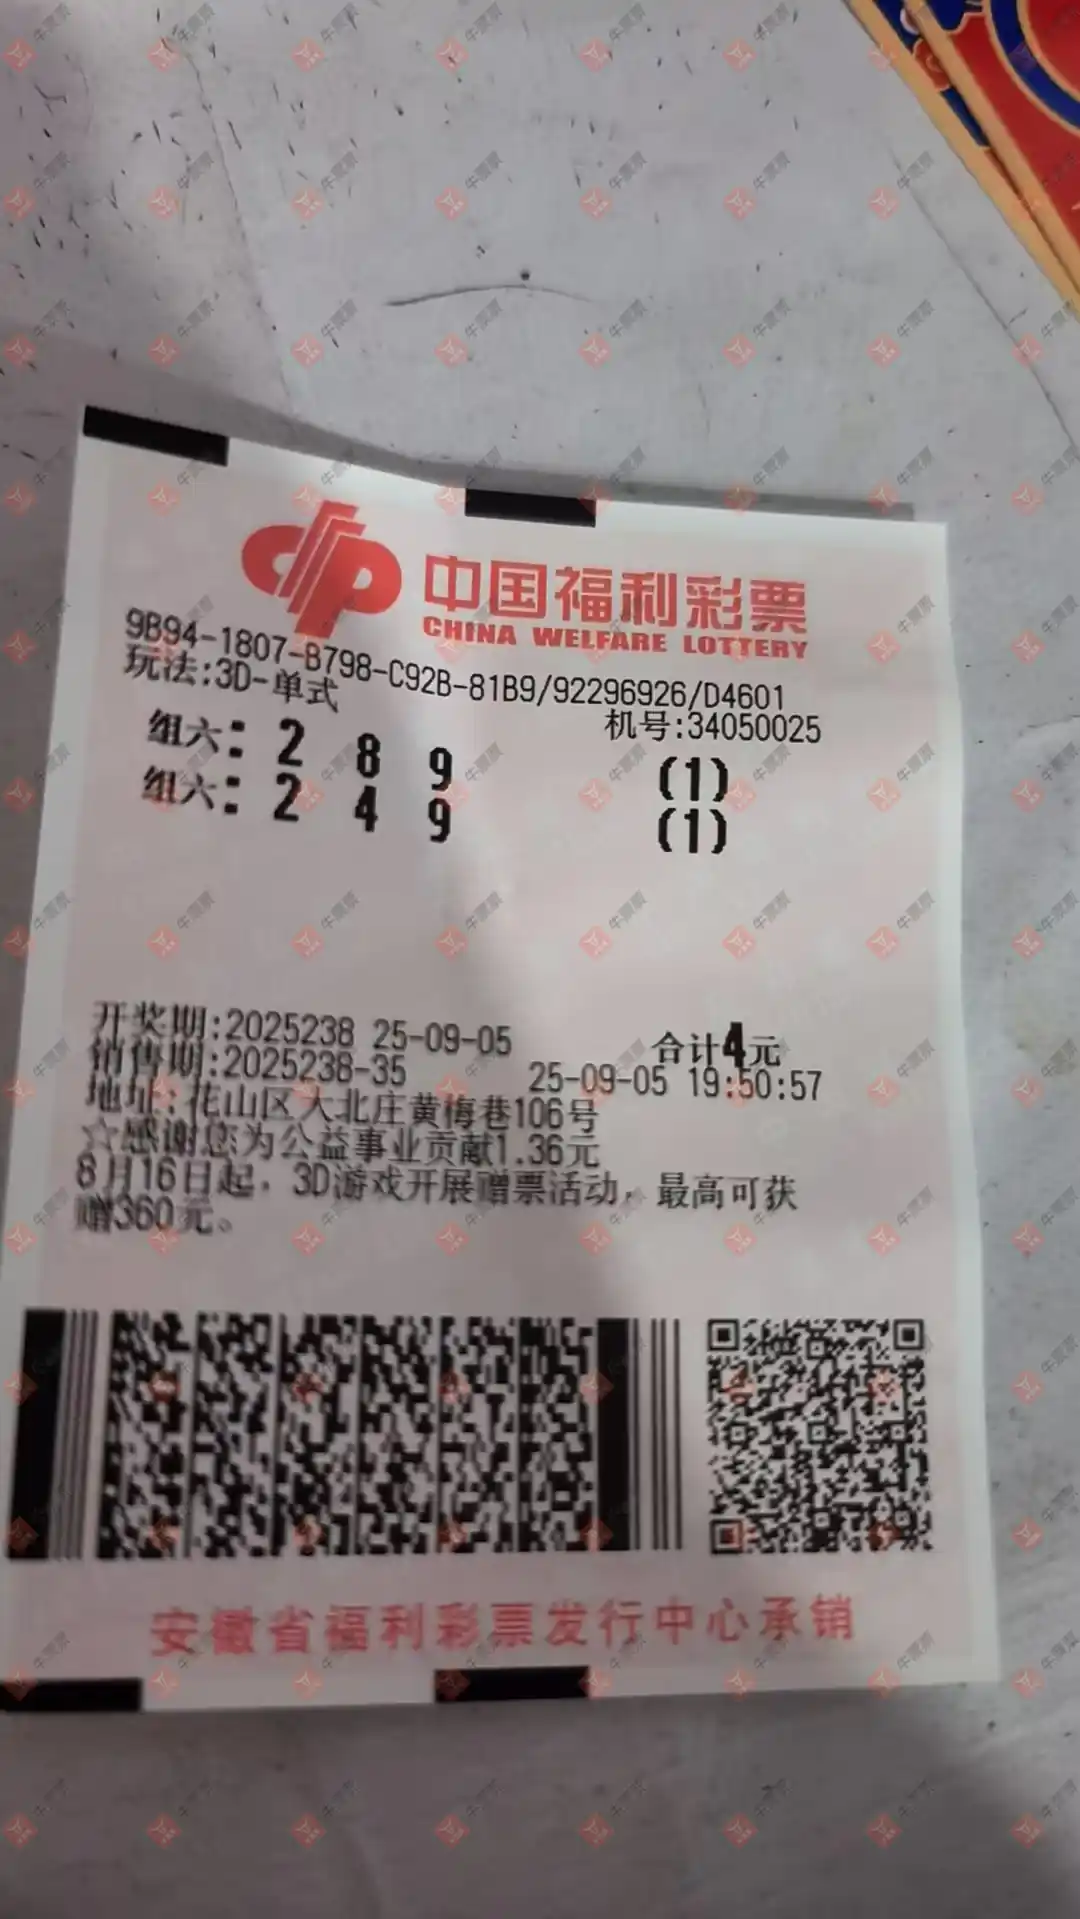 中国福利彩票
CHINA WELFARE LOTTERY
9B94-1807-B798-C92B-81B9/92296926/D4601
玩法:3D-单式
机号:34050025
组六: 2 8 9 (1)
组六: 2 4 9 (1)
开奖期:2025238 25-09-05 合计4元
销售期:2025238-35 25-09-05 19:50:57
地址:花山区大北庄黄梅巷106号
☆感谢您为公益事业贡献1.36元
8月16日起,3D游戏开展赠票活动,最高可获
赠360元。
安徽省福利彩票发行中心承销
牛票票